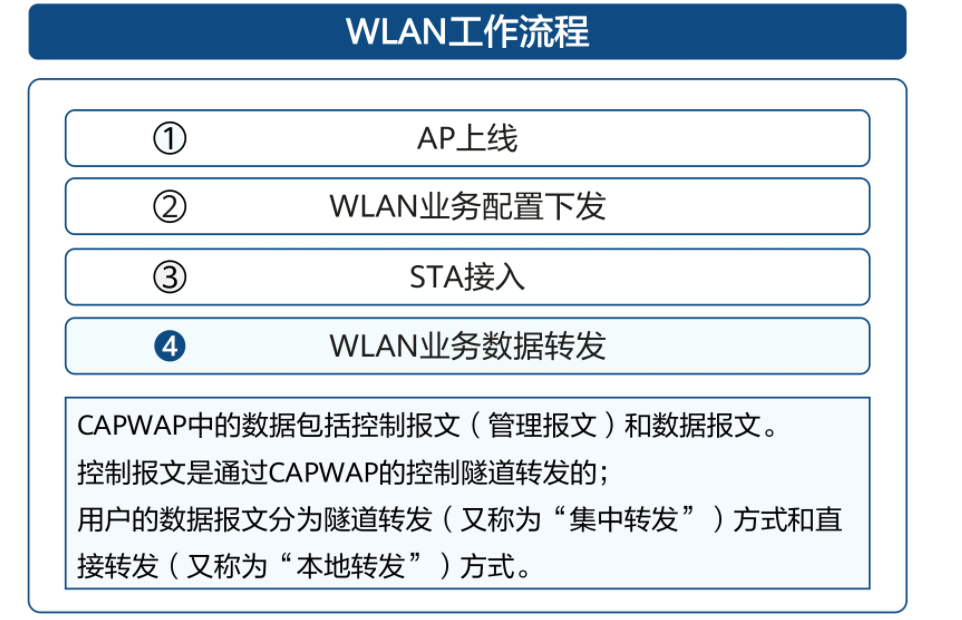 WLAN工作流程
① AP上线
② WLAN业务配置下发
③ STA接入
❹ WLAN业务数据转发
CAPWAP中的数据包括控制报文（管理报文）和数据报文。
控制报文是通过CAPWAP的控制隧道转发的；
用户的数据报文分为隧道转发（又称为“集中转发”）方式和直
接转发（又称为“本地转发”）方式。